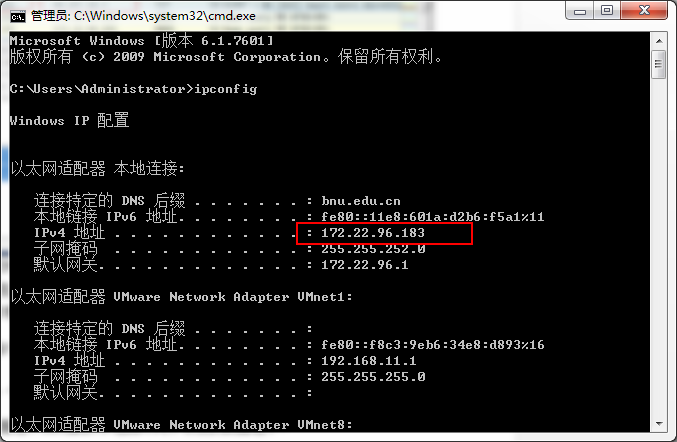 管理员: C:\Windows\system32\cmd.exe
Microsoft Windows [版本 6.1.7601]
版权所有 (c) 2009 Microsoft Corporation。保留所有权利。
C:\Users\Administrator>ipconfig
Windows IP 配置
以太网适配器 本地连接:
连接特定的 DNS 后缀 . . . . . . . : bnu.edu.cn
本地链接 IPv6 地址. . . . . . . . : fe80::11e8:601a:d2b6:f5a1%11
IPv4 地址 . . . . . . . . . . . . : 172.22.96.183
子网掩码 . . . . . . . . . . . . : 255.255.252.0
默认网关. . . . . . . . . . . . . : 172.22.96.1
以太网适配器 VMware Network Adapter VMnet1:
连接特定的 DNS 后缀 . . . . . . . :
本地链接 IPv6 地址. . . . . . . . : fe80::f8c3:9eb6:34e8:d893%16
IPv4 地址 . . . . . . . . . . . . : 192.168.11.1
子网掩码 . . . . . . . . . . . . : 255.255.255.0
默认网关. . . . . . . . . . . . . :
以太网适配器 VMware Network Adapter VMnet8: